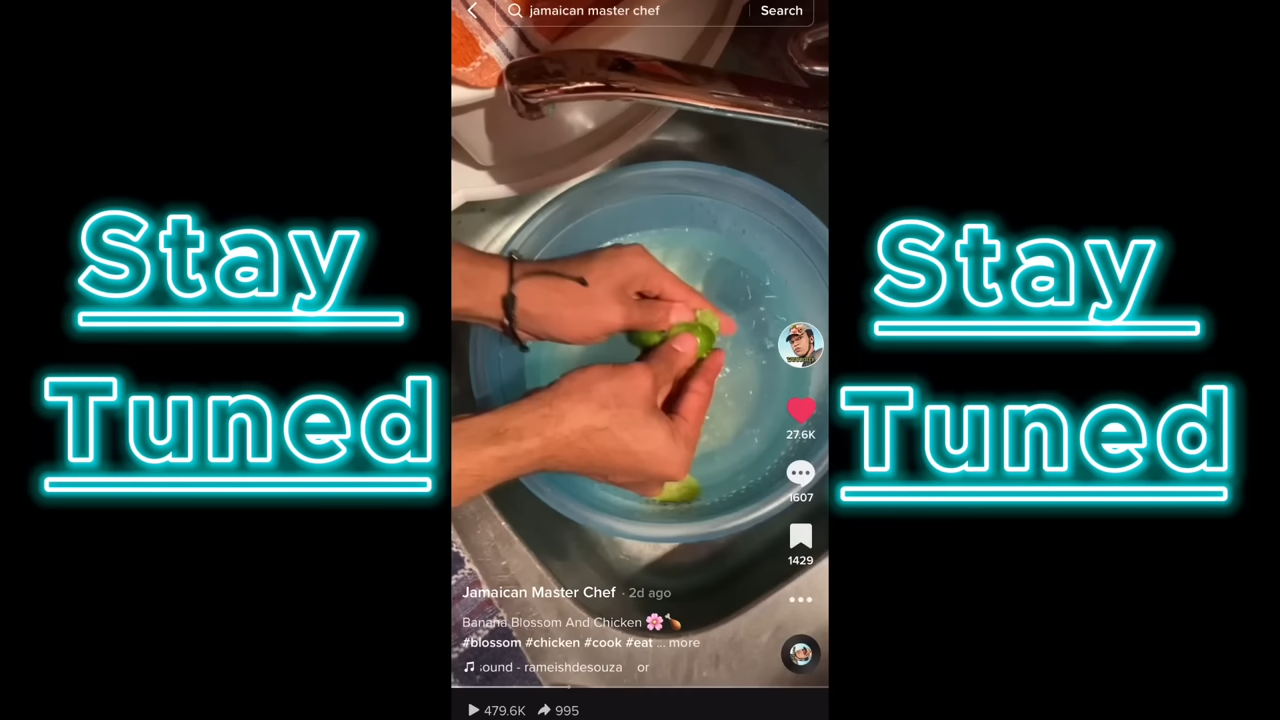 jamaican master chef
Search
Stay
Tuned
Stay
Tuned
27.6K
1607
1429
Jamaican Master Chef · 2d ago
Banana Blossom And Chicken 🌸🍗
#blossom #chicken #cook #eat ... more
ound - rameishdesouza or
479.6K 995